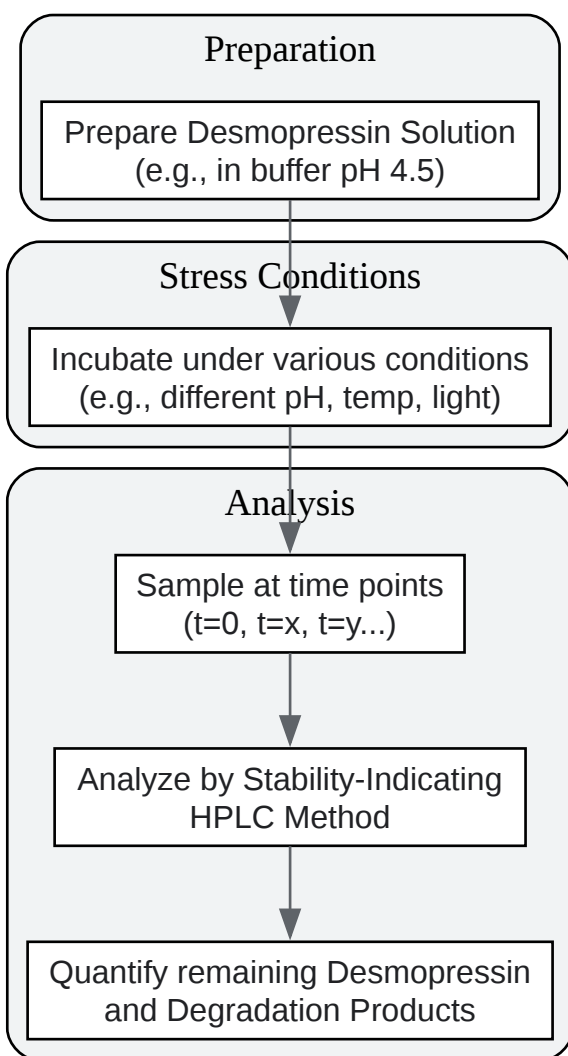 Preparation
Prepare Desmopressin Solution
(e.g., in buffer pH 4.5)
Stress Conditions
Incubate under various conditions
(e.g., different pH, temp, light)
Analysis
Sample at time points
(t=0, t=x, t=y...)
Analyze by Stability-Indicating
HPLC Method
Quantify remaining Desmopressin
and Degradation Products